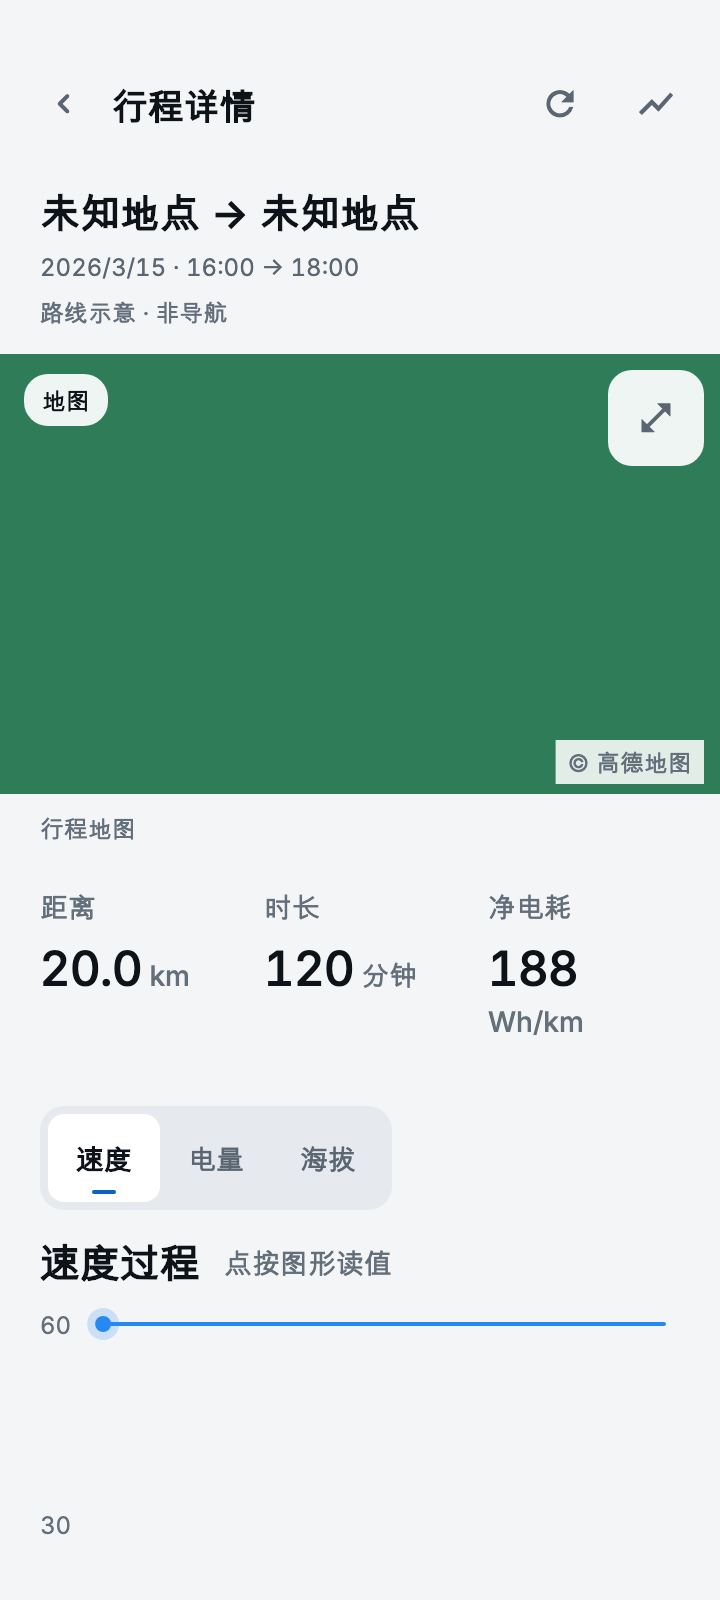 行程详情
未知地点 → 未知地点
2026/3/15 · 16:00 → 18:00
路线示意 · 非导航
地图
© 高德地图
行程地图
距离 时长 净电耗
20.0 km 120 分钟 188
Wh/km
速度 电量 海拔
速度过程 点按图形读值
60
30